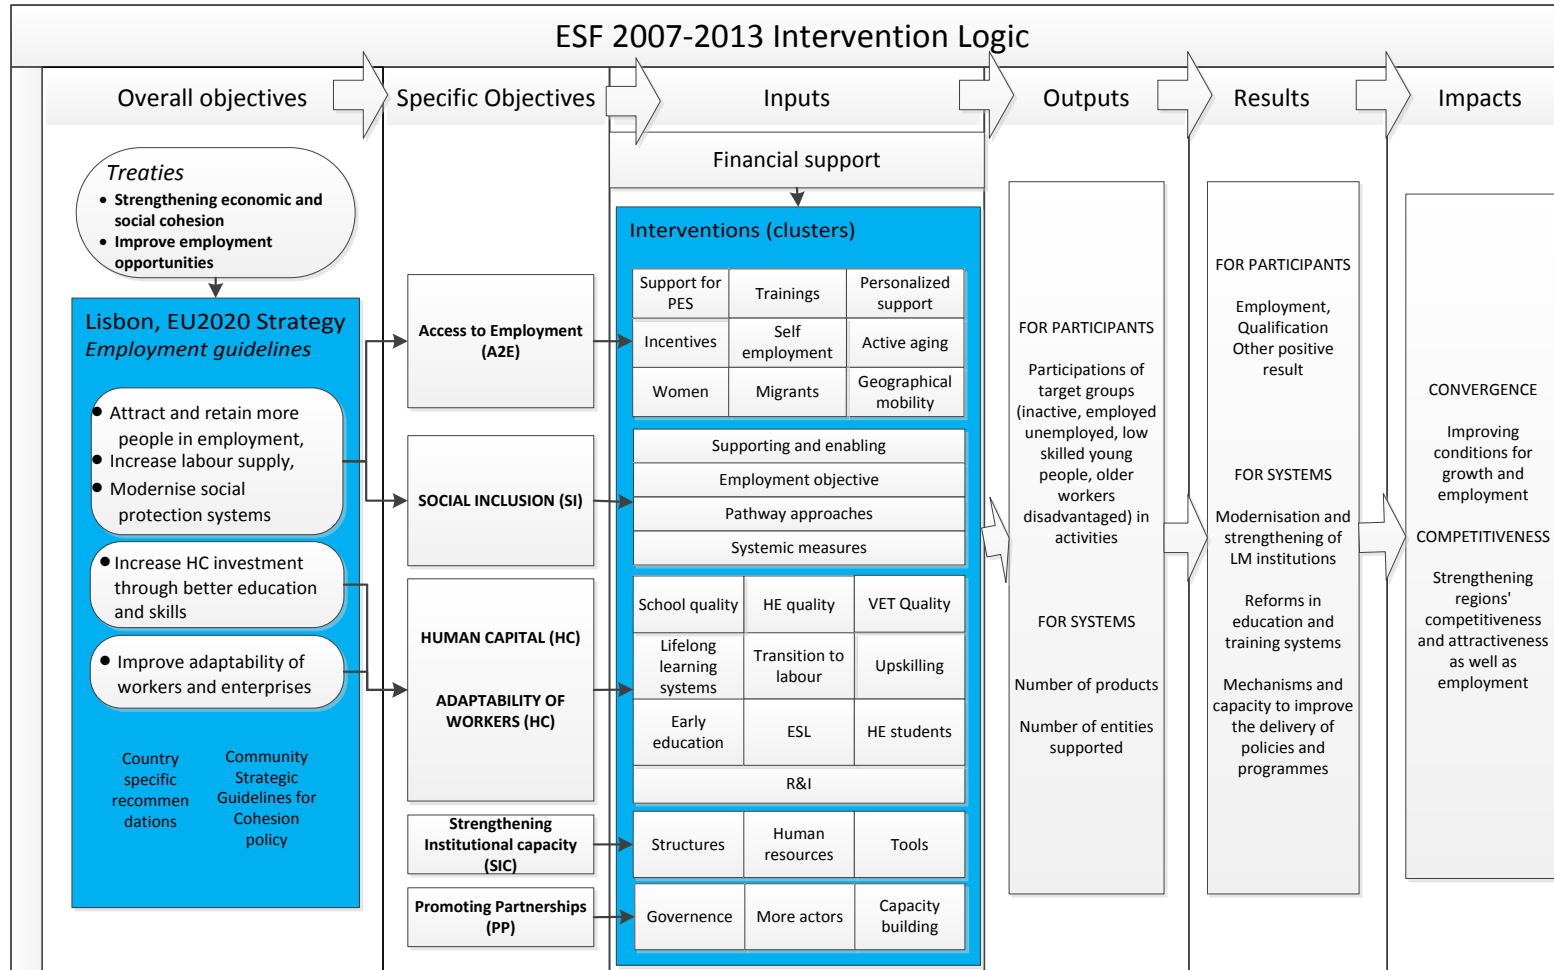 ESF 2007-2013 Intervention Logic
Overall objectives
Specific Objectives
Inputs
Outputs
Results
Impacts
Treaties
• Strengthening economic and
social cohesion
• Improve employment
opportunities
Lisbon, EU2020 Strategy
Employment guidelines
• Attract and retain more
people in employment,
• Increase labour supply,
• Modernise social
protection systems
• Increase HC investment
through better education
and skills
• Improve adaptability of
workers and enterprises
Country
specific
recommen
dations
Community
Strategic
Guidelines for
Cohesion
policy
Access to Employment
(A2E)
SOCIAL INCLUSION (SI)
HUMAN CAPITAL (HC)
ADAPTABILITY OF
WORKERS (HC)
Strengthening
Institutional capacity
(SIC)
Promoting Partnerships
(PP)
Financial support
Interventions (clusters)
Support for
PES
Trainings
Personalized
support
Incentives
Self
employment
Active aging
Women
Migrants
Geographical
mobility
Supporting and enabling
Employment objective
Pathway approaches
Systemic measures
School quality
HE quality
VET Quality
Lifelong
learning
systems
Transition to
labour
Upskilling
Early
education
ESL
HE students
R&I
Structures
Human
resources
Tools
Governence
More actors
Capacity
building
FOR PARTICIPANTS
Participations of
target groups
(inactive, employed
unemployed, low
skilled young
people, older
workers
disadvantaged) in
activities
FOR SYSTEMS
Number of products
Number of entities
supported
FOR PARTICIPANTS
Employment,
Qualification
Other positive
result
FOR SYSTEMS
Modernisation and
strengthening of
LM institutions
Reforms in
education and
training systems
Mechanisms and
capacity to improve
the delivery of
policies and
programmes
CONVERGENCE
Improving
conditions for
growth and
employment
COMPETITIVENESS
Strengthening
regions'
competitiveness
and attractiveness
as well as
employment